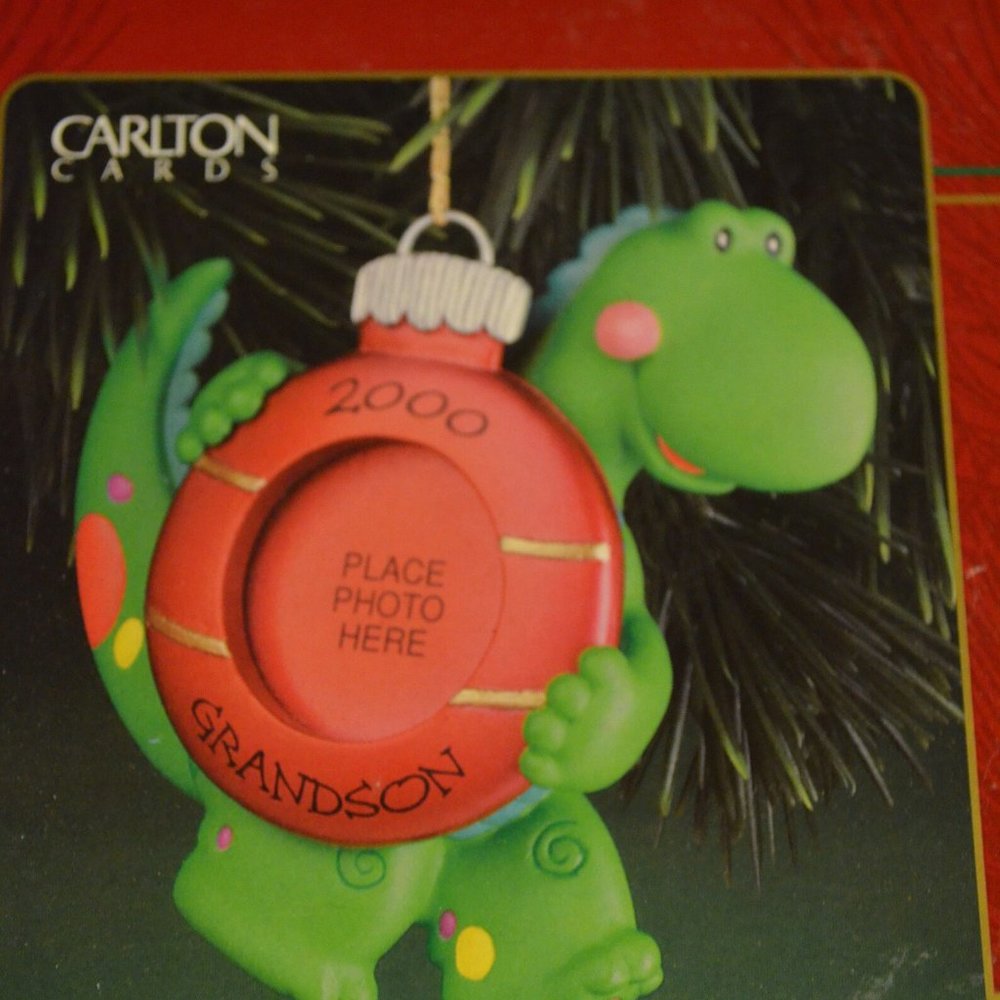 CARLTON
CARDS
2000
PLACE
PHOTO
HERE
GRANDSON